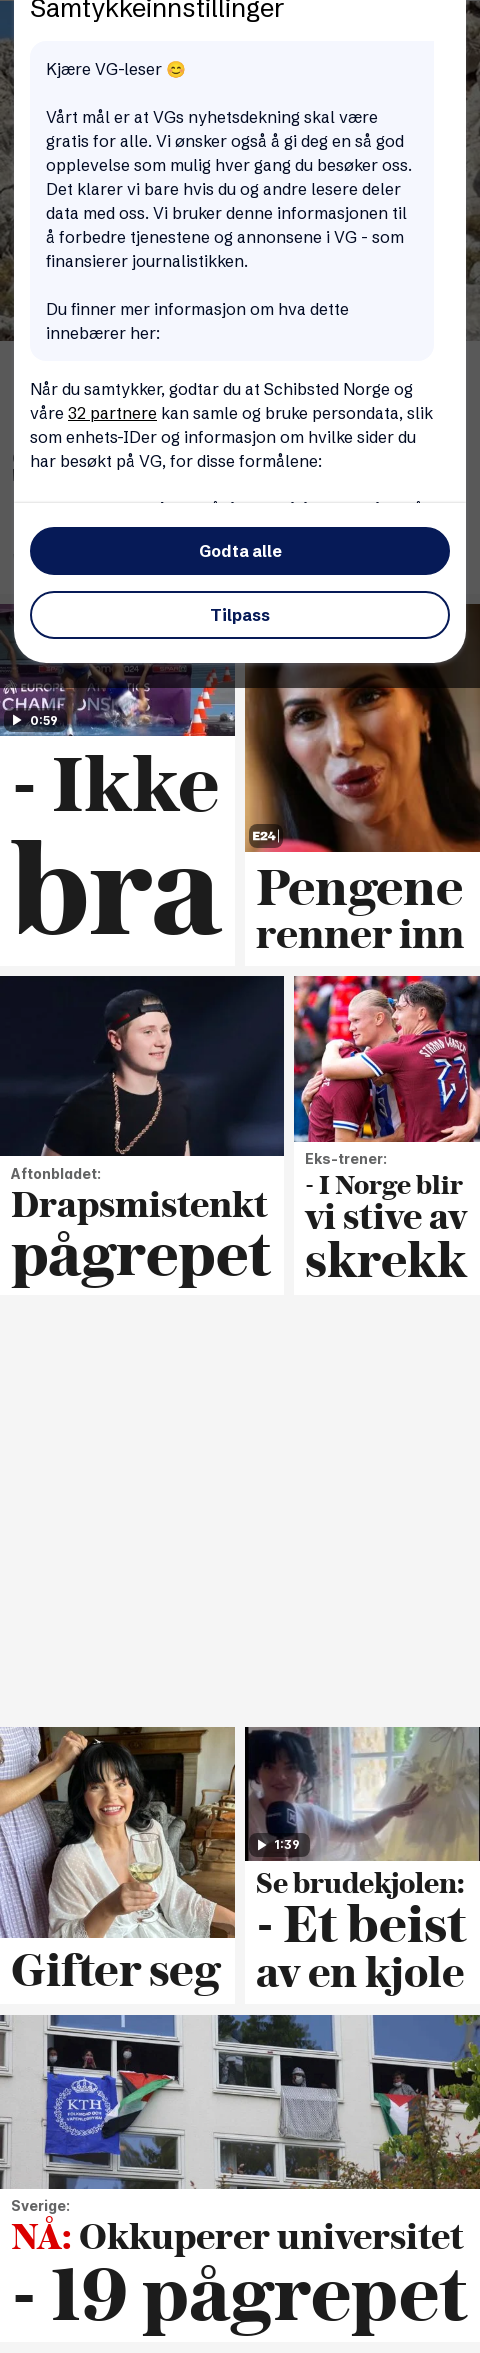 Samtykkeinnstillinger
Kjære VG-leser 😊
Vårt mål er at VGs nyhetsdekning skal være
gratis for alle. Vi ønsker også å gi deg en så god
opplevelse som mulig hver gang du besøker oss.
Det klarer vi bare hvis du og andre lesere deler
data med oss. Vi bruker denne informasjonen til
å forbedre tjenestene og annonsene i VG - som
finansierer journalistikken.
Du finner mer informasjon om hva dette
innebærer her:
Når du samtykker, godtar du at Schibsted Norge og
våre 32 partnere kan samle og bruke persondata, slik
som enhets-IDer og informasjon om hvilke sider du
har besøkt på VG, for disse formålene:
Godta alle
Tilpass
EUROPEAN
0:59
- Ikke
bra
E24
Pengene
renner inn
Aftonbladet:
Drapsmistenkt
pågrepet
23
Eks-trener:
- I Norge blir
vi stive av
skrekk
Gifter seg
1:39
Se brudekjolen:
- Et beist
av en kjole
KTH
Sverige:
NÅ: Okkuperer universitet
- 19 pågrepet